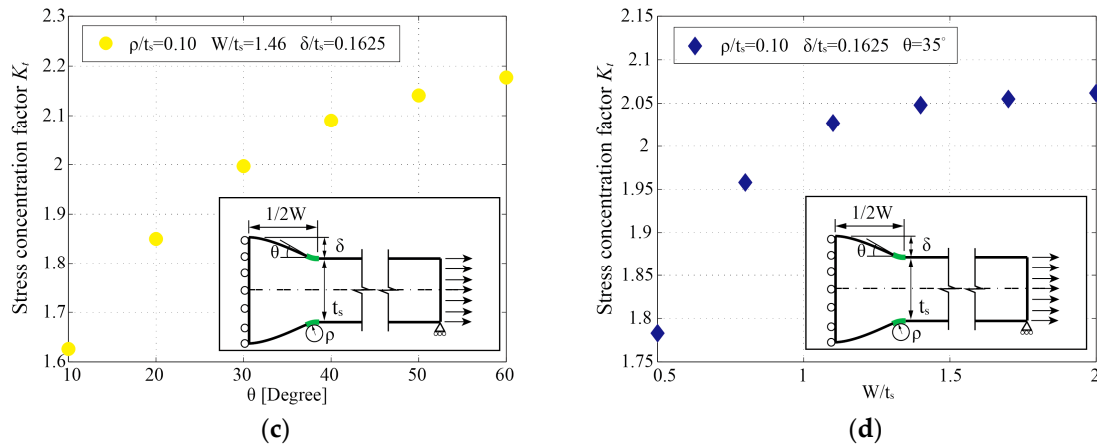 ρ/tₛ=0.10 W/tₛ=1.46 δ/tₛ=0.1625
Stress concentration factor Kₜ
2.3
2.2
2.1
2
1.9
1.8
1.7
1.6
1/2W
θ
δ
tₛ
ρ
10 20 30 40 50 60
θ [Degree]
(c)
ρ/tₛ=0.10 δ/tₛ=0.1625 θ=35°
Stress concentration factor Kₜ
2.15
2.1
2.05
2
1.95
1.9
1.85
1.8
1.75
1/2W
θ
δ
tₛ
ρ
0.5 1 1.5 2
W/tₛ
(d)